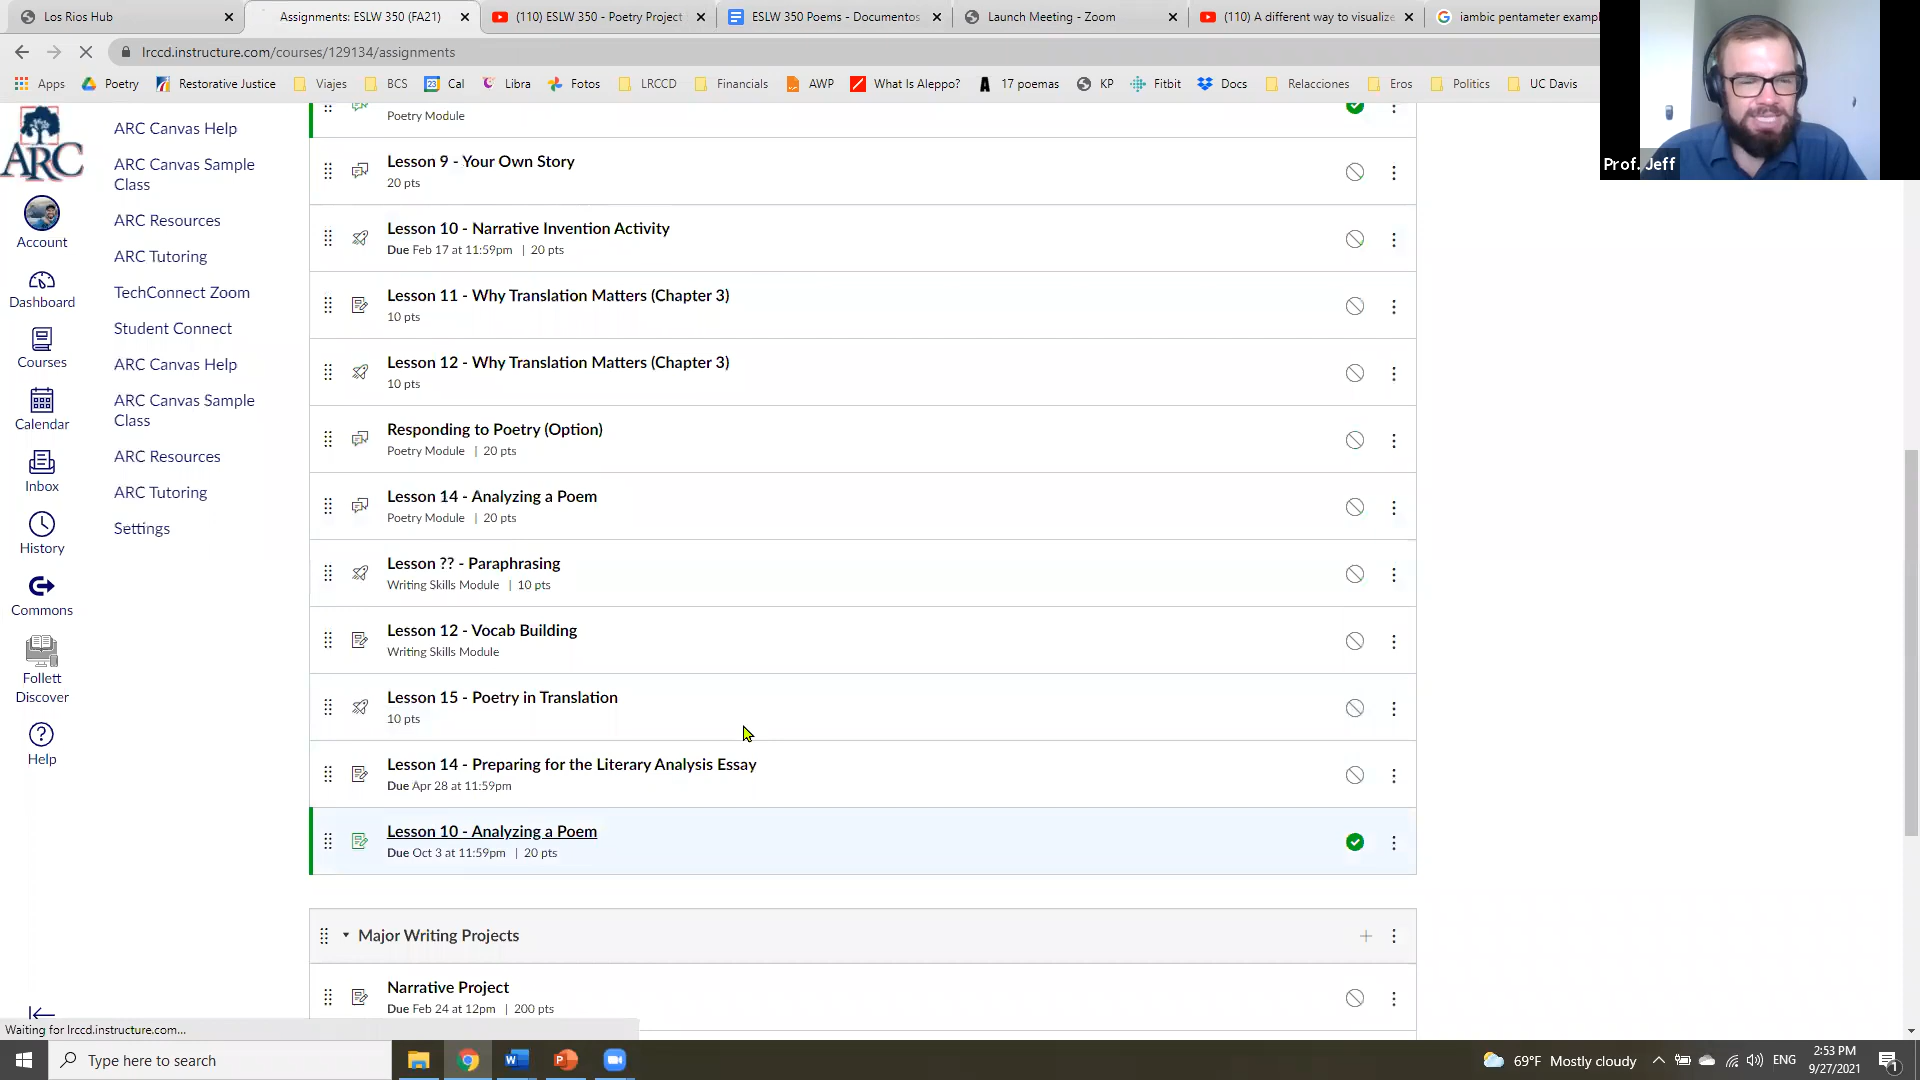 Los Rios Hub
Assignments: ESLW 350 (FA21)
(110) ESLW 350 - Poetry Project
ESLW 350 Poems - Documentos
Launch Meeting - Zoom
(110) A different way to visualize
iambic pentameter exampl
lrccd.instructure.com/courses/129134/assignments
Apps
Poetry
Restorative Justice
Viajes
BCS
23
Cal
Libra
Fotos
LRCCD
Financials
AWP
What Is Aleppo?
17 poemas
KP
Fitbit
Docs
Relacciones
Eros
Politics
UC Davis
Prof. Jeff
ARC
Account
Dashboard
Courses
Calendar
Inbox
History
Commons
Follett
Discover
Help
ARC Canvas Help
ARC Canvas Sample
Class
ARC Resources
ARC Tutoring
TechConnect Zoom
Student Connect
ARC Canvas Help
ARC Canvas Sample
Class
ARC Resources
ARC Tutoring
Settings
Poetry Module
Lesson 9 - Your Own Story
20 pts
Lesson 10 - Narrative Invention Activity
Due Feb 17 at 11:59pm | 20 pts
Lesson 11 - Why Translation Matters (Chapter 3)
10 pts
Lesson 12 - Why Translation Matters (Chapter 3)
10 pts
Responding to Poetry (Option)
Poetry Module | 20 pts
Lesson 14 - Analyzing a Poem
Poetry Module | 20 pts
Lesson ?? - Paraphrasing
Writing Skills Module | 10 pts
Lesson 12 - Vocab Building
Writing Skills Module
Lesson 15 - Poetry in Translation
10 pts
Lesson 14 - Preparing for the Literary Analysis Essay
Due Apr 28 at 11:59pm
Lesson 10 - Analyzing a Poem
Due Oct 3 at 11:59pm | 20 pts
Major Writing Projects
Narrative Project
Due Feb 24 at 12pm | 200 pts
Waiting for lrccd.instructure.com...
Type here to search
69°F Mostly cloudy
ENG
2:53 PM
9/27/2021
1